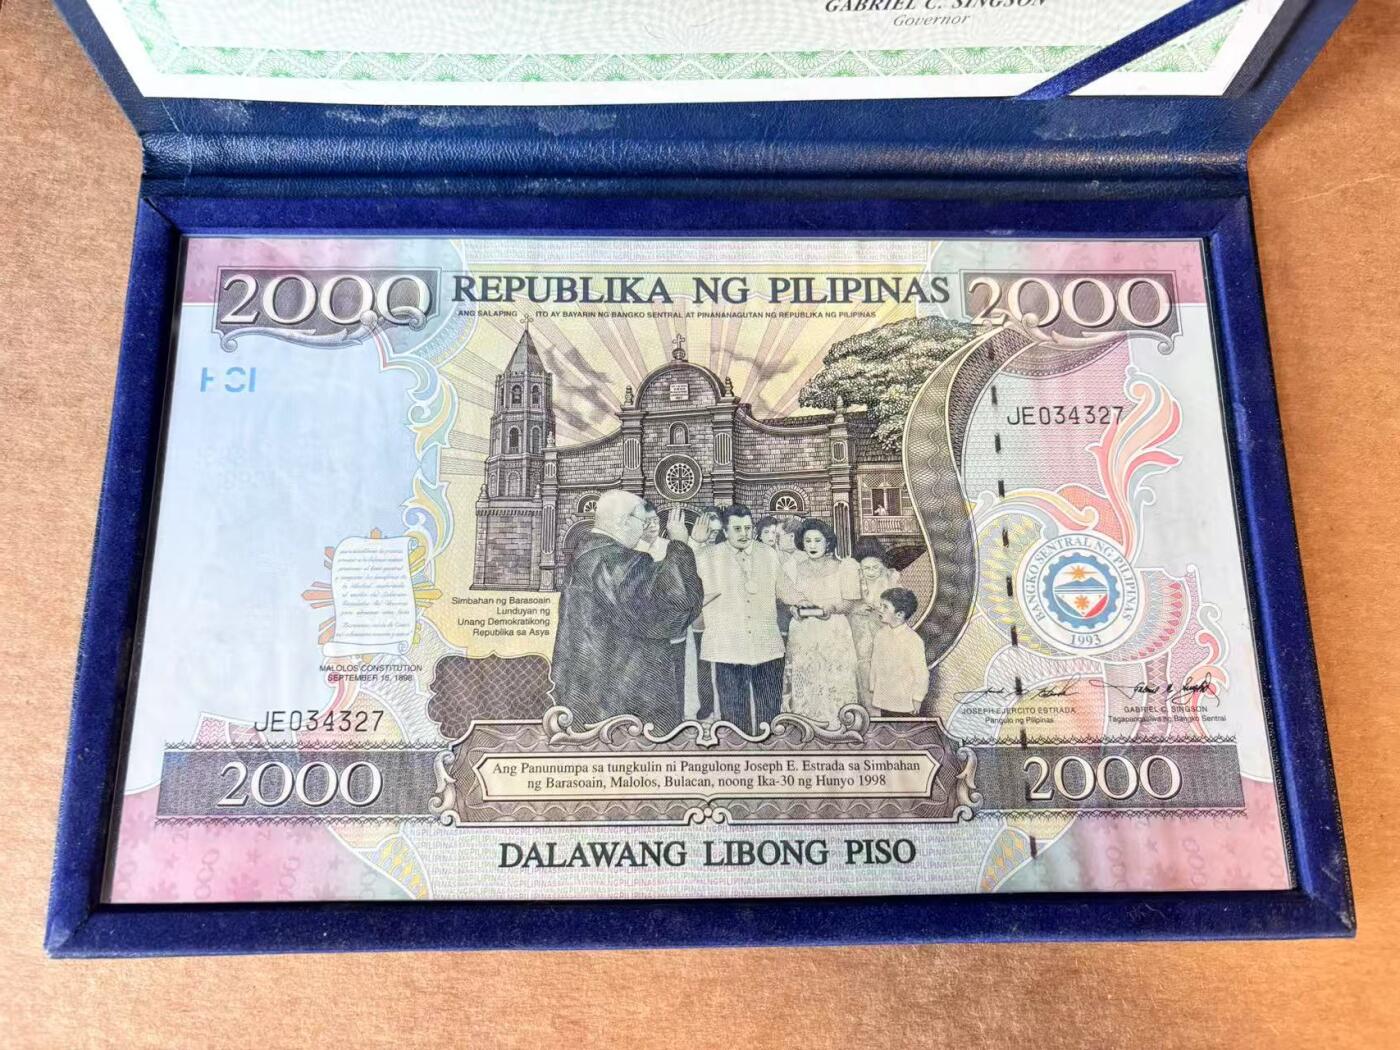 GABRIEL C. SINGSON
Governor
2000
REPUBLIKA NG PILIPINAS
2000
ANG SALAPING ITO AY BAYARIN NG BANGKO SENTRAL AT PINANANAGUTAN NG REPUBLIKA NG PILIPINAS
JE034327
BANGKO SENTRAL NG PILIPINAS
1993
Simbahan ng Barasoain
Lunduyan ng
Unang Demokratikong
Republika sa Asya
MALOLOS CONSTITUTION
SEPTEMBER 15, 1898
JE034327
JOSEPH EJERCITO ESTRADA
Pangulo ng Pilipinas
GABRIEL C. SINGSON
Tagapangasiwa ng Bangko Sentral
2000
Ang Panunumpa sa tungkulin ni Pangulong Joseph E. Estrada sa Simbahan
ng Barasoain, Malolos, Bulacan, noong Ika-30 ng Hunyo 1998
2000
DALAWANG LIBONG PISO